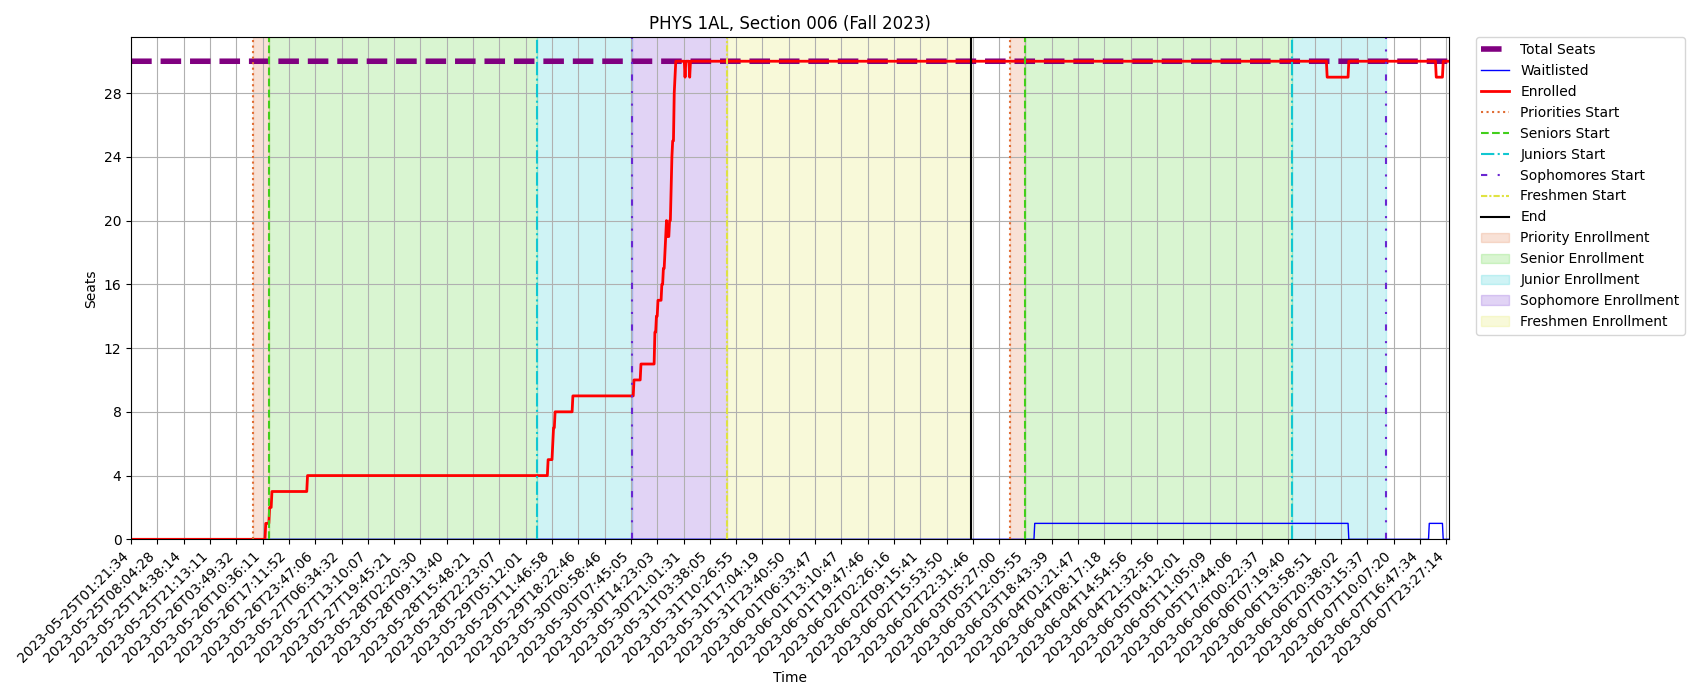 PHYS 1AL, Section 006 (Fall 2023)
Seats
28
24
20
16
12
8
4
0
2023-05-25T01:21:34
2023-05-25T08:04:28
2023-05-25T14:38:14
2023-05-25T21:13:11
2023-05-26T03:49:32
2023-05-26T10:36:11
2023-05-26T17:11:52
2023-05-26T23:47:06
2023-05-27T06:34:32
2023-05-27T13:10:07
2023-05-27T19:45:21
2023-05-28T02:20:30
2023-05-28T09:13:40
2023-05-28T15:48:21
2023-05-28T22:23:07
2023-05-29T05:12:01
2023-05-29T11:46:58
2023-05-29T18:22:46
2023-05-30T00:58:46
2023-05-30T07:45:05
2023-05-30T14:23:03
2023-05-30T21:01:31
2023-05-31T03:38:05
2023-05-31T10:26:55
2023-05-31T17:04:19
2023-05-31T23:40:50
2023-06-01T06:33:47
2023-06-01T13:10:47
2023-06-01T19:47:46
2023-06-02T02:26:16
2023-06-02T09:15:41
2023-06-02T15:53:50
2023-06-02T22:31:46
2023-06-03T05:27:00
2023-06-03T12:05:55
2023-06-03T18:43:39
2023-06-04T01:21:47
2023-06-04T08:17:18
2023-06-04T14:54:56
2023-06-04T21:32:56
2023-06-05T04:12:01
2023-06-05T11:05:09
2023-06-05T17:44:06
2023-06-06T00:22:37
2023-06-06T07:19:40
2023-06-06T13:58:51
2023-06-06T20:38:02
2023-06-07T03:15:37
2023-06-07T10:07:20
2023-06-07T16:47:34
2023-06-07T23:27:14
Time
Total Seats
Waitlisted
Enrolled
Priorities Start
Seniors Start
Juniors Start
Sophomores Start
Freshmen Start
End
Priority Enrollment
Senior Enrollment
Junior Enrollment
Sophomore Enrollment
Freshmen Enrollment